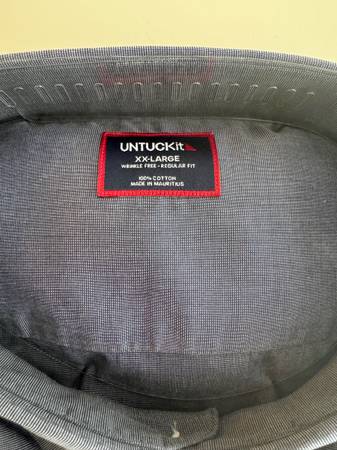 UNTUCKit
XX-LARGE
WRINKLE FREE - REGULAR FIT
100% COTTON
MADE IN MAURITIUS